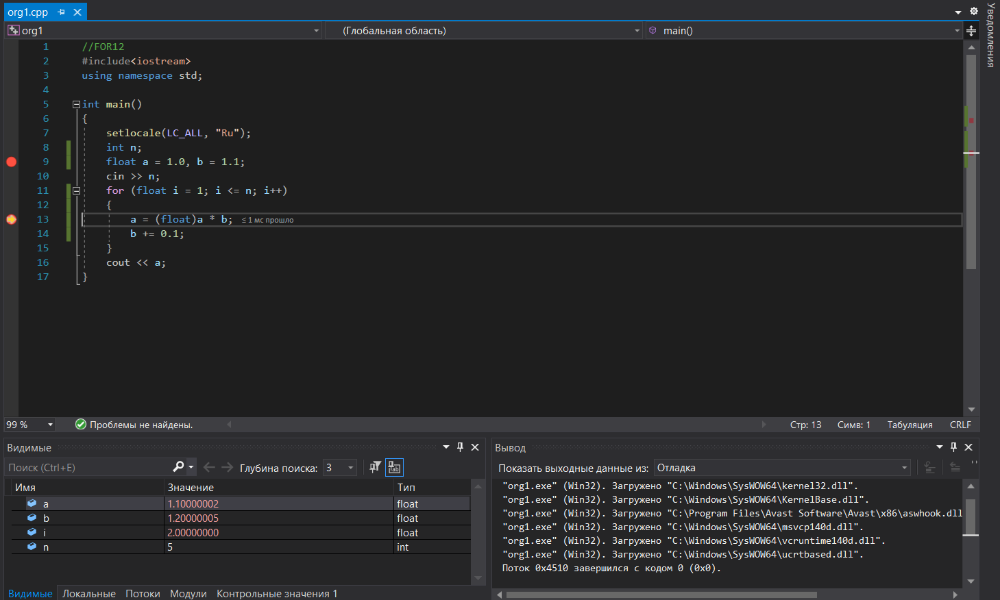 org1.cpp
Уведомления
org1
(Глобальная область)
main()
1 //FOR12
2 #include<iostream>
3 using namespace std;
4
5 int main()
6 {
7 setlocale(LC_ALL, "Ru");
8 int n;
9 float a = 1.0, b = 1.1;
10 cin >> n;
11 for (float i = 1; i <= n; i++)
12 {
13 a = (float)a * b; ≤ 1 мс прошло
14 b += 0.1;
15 }
16 cout << a;
17 }
99 % Проблемы не найдены. Стр: 13 Симв: 1 Табуляция CRLF
Видимые
Поиск (Ctrl+E) Глубина поиска: 3
Имя Значение Тип
a 1.10000002 float
b 1.20000005 float
i 2.00000000 float
n 5 int
Видимые Локальные Потоки Модули Контрольные значения 1
Вывод
Показать выходные данные из: Отладка
"org1.exe" (Win32). Загружено "C:\Windows\SysWOW64\kernel32.dll".
"org1.exe" (Win32). Загружено "C:\Windows\SysWOW64\KernelBase.dll".
"org1.exe" (Win32). Загружено "C:\Program Files\Avast Software\Avast\x86\aswhook.dll
"org1.exe" (Win32). Загружено "C:\Windows\SysWOW64\msvcp140d.dll".
"org1.exe" (Win32). Загружено "C:\Windows\SysWOW64\vcruntime140d.dll".
"org1.exe" (Win32). Загружено "C:\Windows\SysWOW64\ucrtbased.dll".
Поток 0x4510 завершился с кодом 0 (0x0).